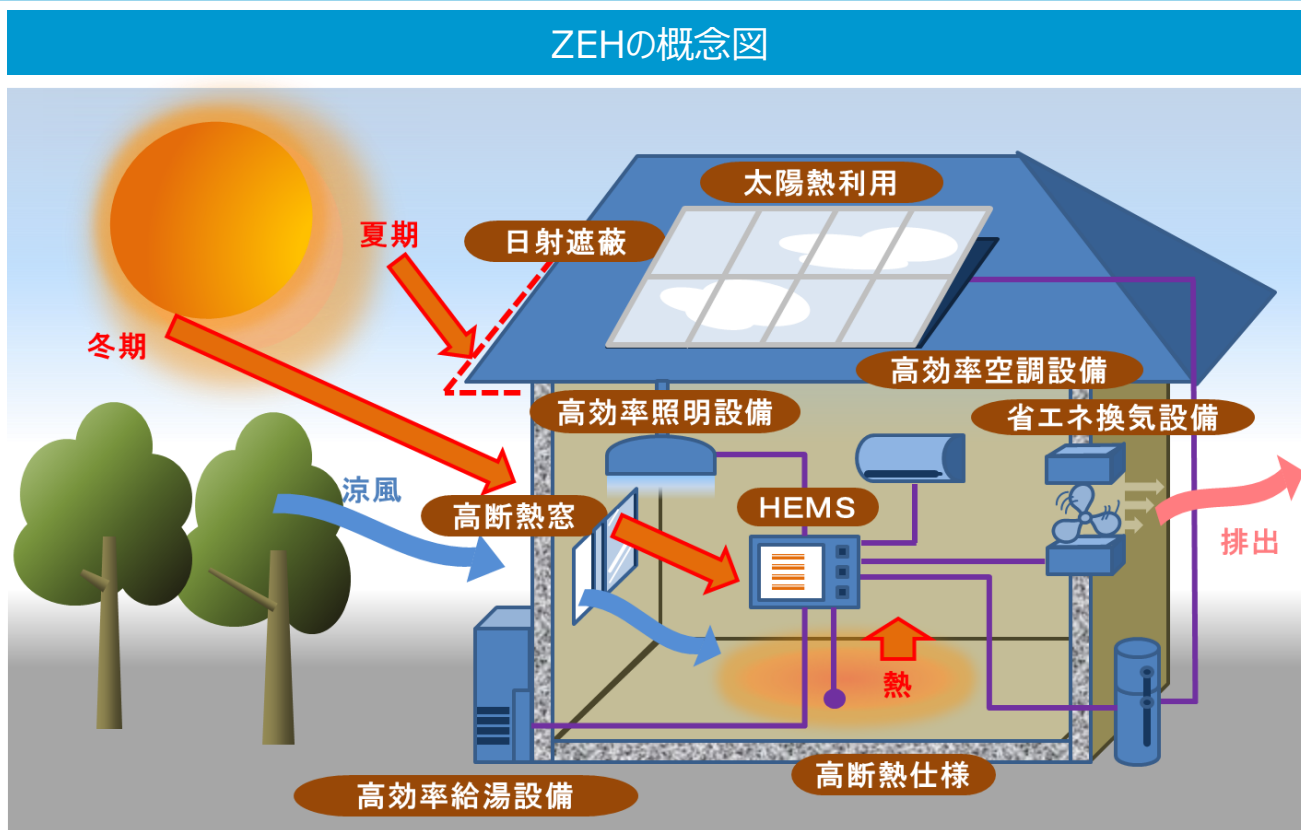 ZEHの概念図
太陽熱利用
夏期
日射遮蔽
冬期
高効率空調設備
高効率照明設備
省エネ換気設備
涼風
高断熱窓
HEMS
排出
熱
高断熱仕様
高効率給湯設備